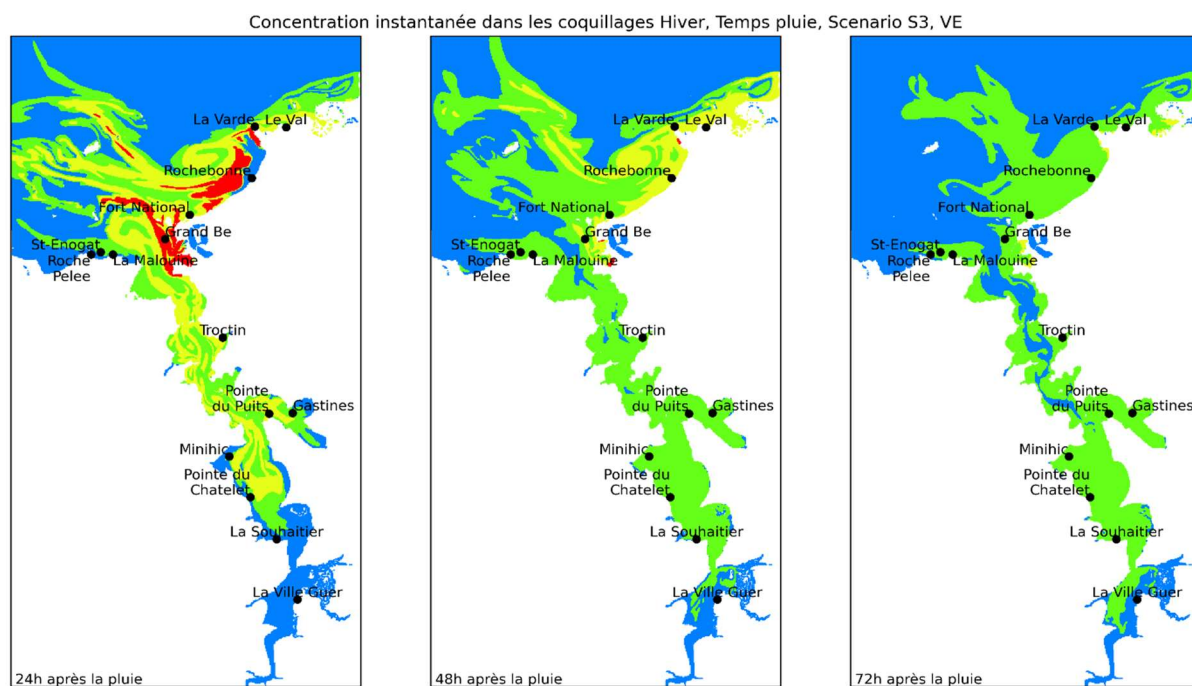 Concentration instantanée dans les coquillages Hiver, Temps pluie, Scenario S3, VE
La Varde
Le Val
Rochebonne
Fort National
Grand Be
St-Enogat
Roche
Pelee
La Malouine
Troctin
Pointe
du Puits
Gastines
Minihic
Pointe du
Chatelet
La Souhaitier
La Ville Guer
24h après la pluie
La Varde
Le Val
Rochebonne
Fort National
Grand Be
St-Enogat
Roche
Pelee
La Malouine
Troctin
Pointe
du Puits
Gastines
Minihic
Pointe du
Chatelet
La Souhaitier
La Ville Guer
48h après la pluie
La Varde
Le Val
Rochebonne
Fort National
Grand Be
St-Enogat
Roche
Pelee
La Malouine
Troctin
Pointe
du Puits
Gastines
Minihic
Pointe du
Chatelet
La Souhaitier
La Ville Guer
72h après la pluie